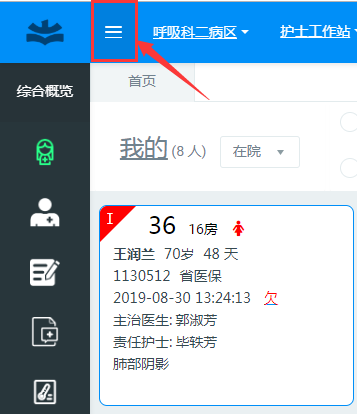 呼吸科二病区 护士工作站
综合概览 首页
我的 (8 人) 在院
I 36 16房
王润兰 70岁 48 天
1130512 省医保
2019-08-30 13:24:13 欠
主治医生: 郭淑芳
责任护士: 毕轶芳
肺部阴影